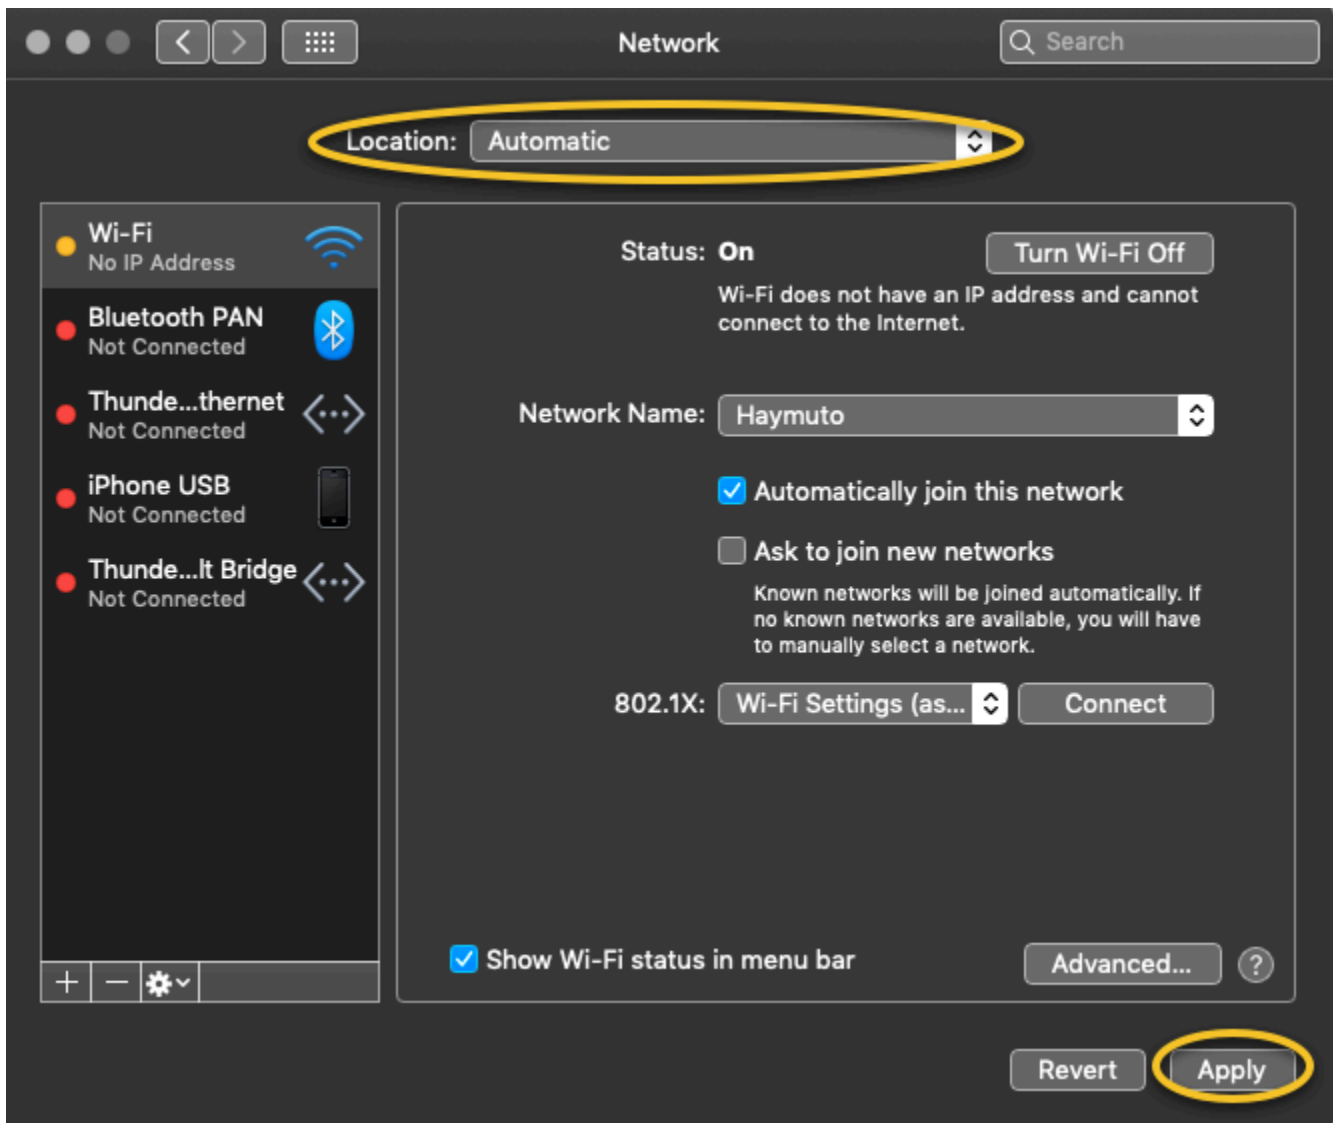 Network
Search
Location: Automatic
Wi-Fi
No IP Address
Bluetooth PAN
Not Connected
Thunde...thernet
Not Connected
iPhone USB
Not Connected
Thunde...lt Bridge
Not Connected
Status: On
Turn Wi-Fi Off
Wi-Fi does not have an IP address and cannot
connect to the Internet.
Network Name: Haymuto
Automatically join this network
Ask to join new networks
Known networks will be joined automatically. If
no known networks are available, you will have
to manually select a network.
802.1X: Wi-Fi Settings (as... Connect
Show Wi-Fi status in menu bar
Advanced... ?
Revert Apply